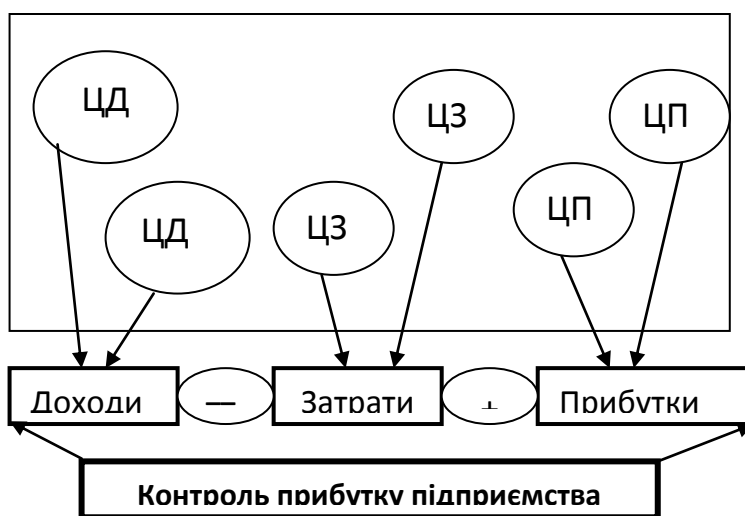 ЦД
ЦЗ
ЦП
ЦД
ЦЗ
ЦП
Доходи — Затрати + Прибутки
Контроль прибутку підприємства